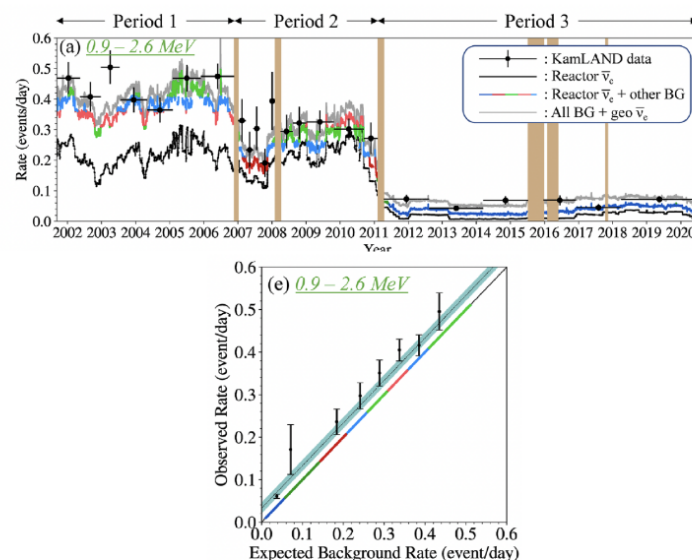 Period 1 Period 2 Period 3
(a) 0.9 – 2.6 MeV
: KamLAND data
: Reactor ν̅e
: Reactor ν̅e + other BG
: All BG + geo ν̅e
Rate (events/day)
0.6
0.5
0.4
0.3
0.2
0.1
0.0
2002 2003 2004 2005 2006 2007 2008 2009 2010 2011 2012 2013 2014 2015 2016 2017 2018 2019 2020
Year
(e) 0.9 – 2.6 MeV
Observed Rate (event/day)
0.6
0.5
0.4
0.3
0.2
0.1
0.0
0.0 0.1 0.2 0.3 0.4 0.5 0.6
Expected Background Rate (event/day)